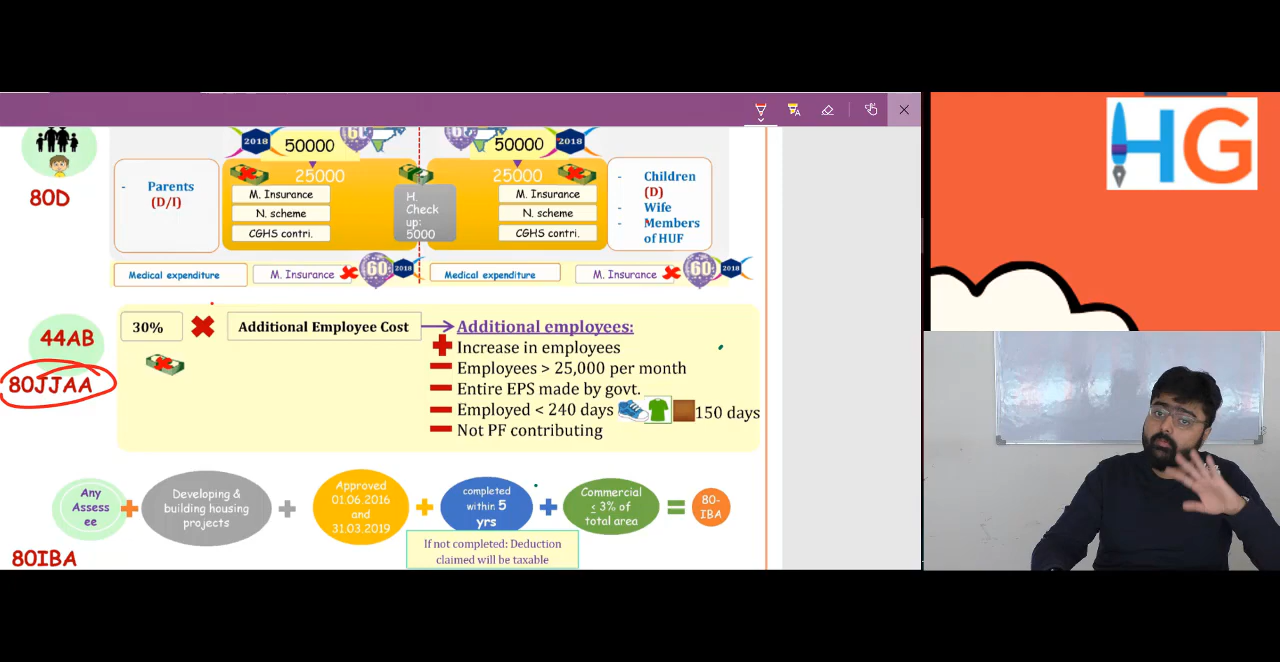 HG
2018
60
50000
60
50000
2018
80D
- Parents
(D/I)
25000
M. Insurance
N. scheme
CGHS contri.
H.
Check
up:
5000
25000
M. Insurance
N. scheme
CGHS contri.
- Children
(D)
- Wife
- Members
of HUF
Medical expenditure
M. Insurance
60
2018
Medical expenditure
M. Insurance
60
2018
44AB
80JJAA
30%
Additional Employee Cost
Additional employees:
Increase in employees
Employees > 25,000 per month
Entire EPS made by govt.
Employed < 240 days
150 days
Not PF contributing
Any
Assess
ee
Developing &
building housing
projects
Approved
01.06.2016
and
31.03.2019
completed
within 5
yrs
Commercial
≤ 3% of
total area
80-
IBA
80IBA
If not completed: Deduction
claimed will be taxable